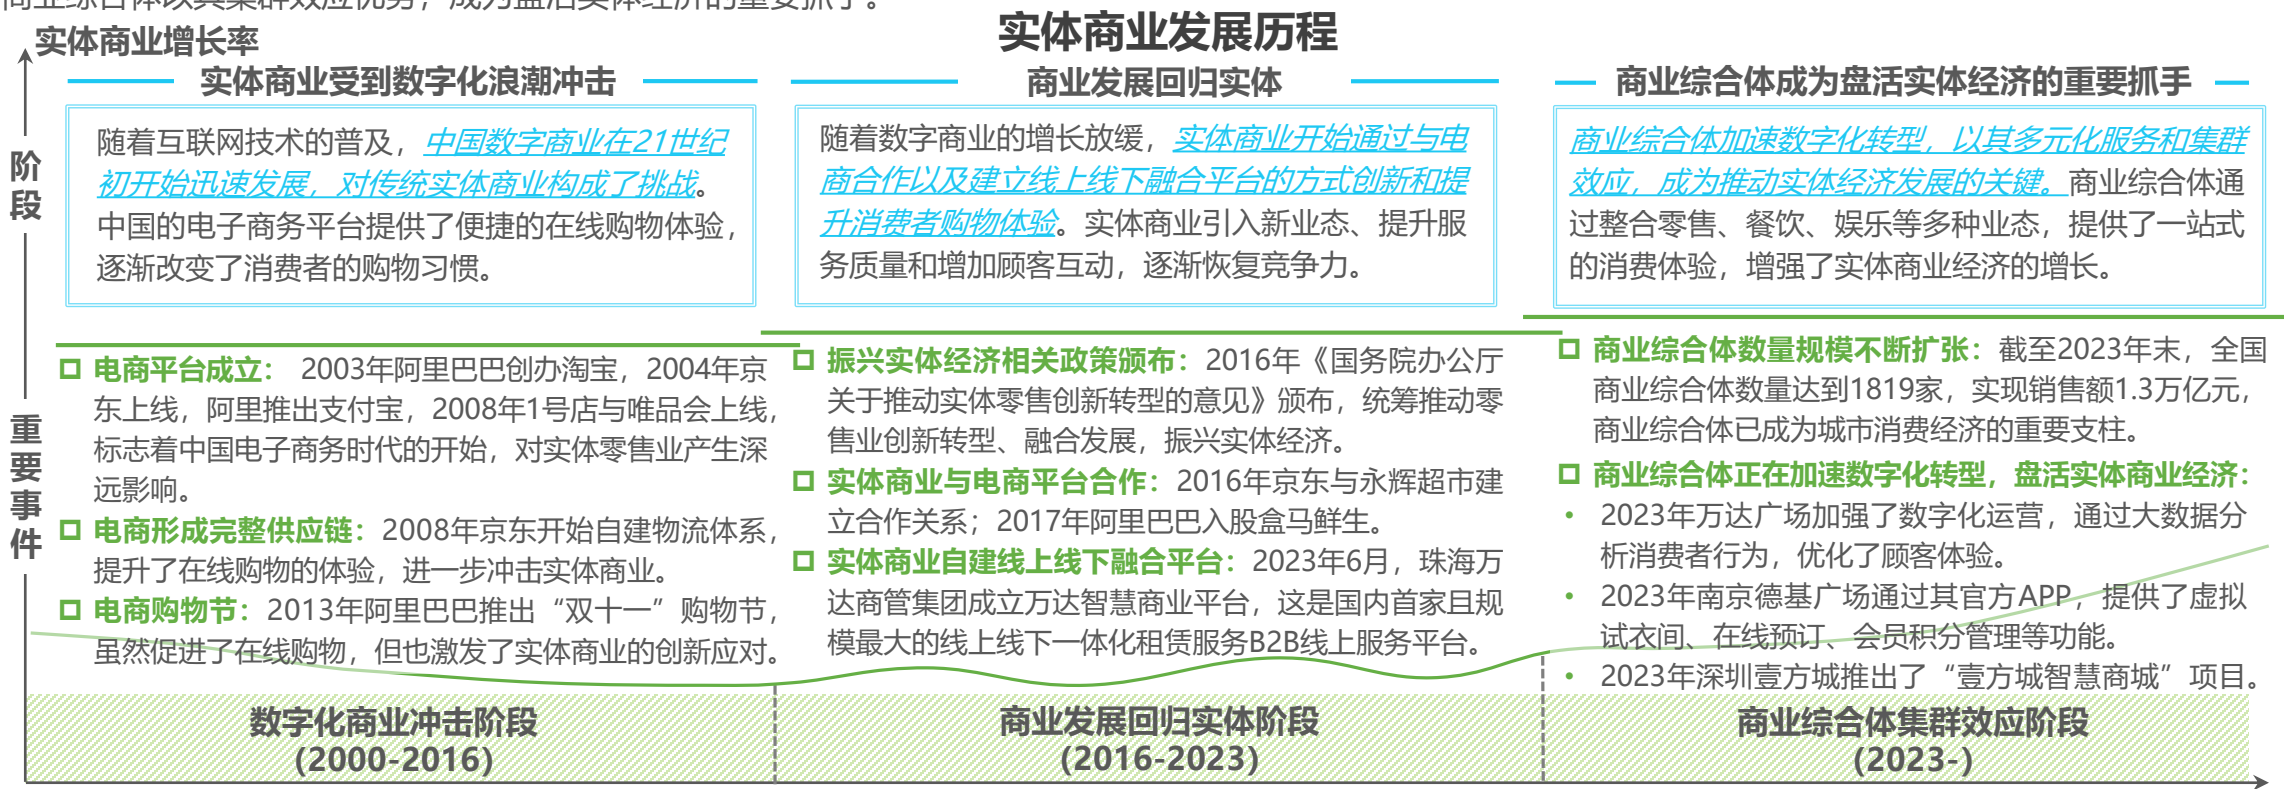 商业综合体以其集群效应优势，成为盘活实体经济的重要抓手。
实体商业发展历程
实体商业增长率
阶段
重要事件
实体商业受到数字化浪潮冲击
随着互联网技术的普及，中国数字商业在21世纪
初开始迅速发展，对传统实体商业构成了挑战。
中国的电子商务平台提供了便捷的在线购物体验，
逐渐改变了消费者的购物习惯。
电商平台成立： 2003年阿里巴巴创办淘宝，2004年京
东上线，阿里推出支付宝，2008年1号店与唯品会上线，
标志着中国电子商务时代的开始，对实体零售业产生深
远影响。
电商形成完整供应链：2008年京东开始自建物流体系，
提升了在线购物的体验，进一步冲击实体商业。
电商购物节：2013年阿里巴巴推出“双十一”购物节，
虽然促进了在线购物，但也激发了实体商业的创新应对。
数字化商业冲击阶段
（2000-2016）
商业发展回归实体
随着数字商业的增长放缓，实体商业开始通过与电
商合作以及建立线上线下融合平台的方式创新和提
升消费者购物体验。实体商业引入新业态、提升服
务质量和增加顾客互动，逐渐恢复竞争力。
振兴实体经济相关政策颁布：2016年《国务院办公厅
关于推动实体零售创新转型的意见》颁布，统筹推动零
售业创新转型、融合发展，振兴实体经济。
实体商业与电商平台合作：2016年京东与永辉超市建
立合作关系；2017年阿里巴巴入股盒马鲜生。
实体商业自建线上线下融合平台：2023年6月，珠海万
达商管集团成立万达智慧商业平台，这是国内首家且规
模最大的线上线下一体化租赁服务B2B线上服务平台。
商业发展回归实体阶段
（2016-2023）
商业综合体成为盘活实体经济的重要抓手
商业综合体加速数字化转型，以其多元化服务和集群
效应，成为推动实体经济发展的关键。商业综合体通
过整合零售、餐饮、娱乐等多种业态，提供了一站式
的消费体验，增强了实体商业经济的增长。
商业综合体数量规模不断扩张：截至2023年末，全国
商业综合体数量达到1819家，实现销售额1.3万亿元，
商业综合体已成为城市消费经济的重要支柱。
商业综合体正在加速数字化转型，盘活实体商业经济：
• 2023年万达广场加强了数字化运营，通过大数据分
析消费者行为，优化了顾客体验。
• 2023年南京德基广场通过其官方APP，提供了虚拟
试衣间、在线预订、会员积分管理等功能。
• 2023年深圳壹方城推出了“壹方城智慧商城”项目。
商业综合体集群效应阶段
（2023-）